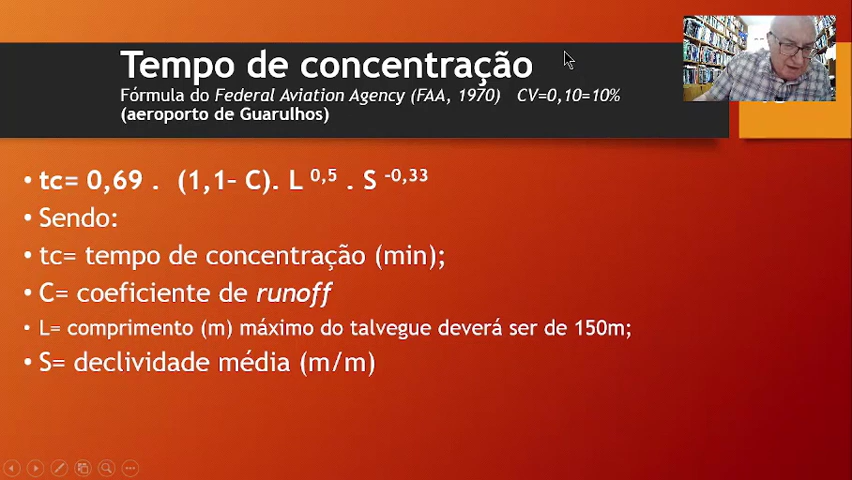 Tempo de concentração
Fórmula do Federal Aviation Agency (FAA, 1970) CV=0,10=10%
(aeroporto de Guarulhos)
• tc= 0,69 . (1,1– C). L 0,5 . S -0,33
• Sendo:
• tc= tempo de concentração (min);
• C= coeficiente de runoff
• L= comprimento (m) máximo do talvegue deverá ser de 150m;
• S= declividade média (m/m)